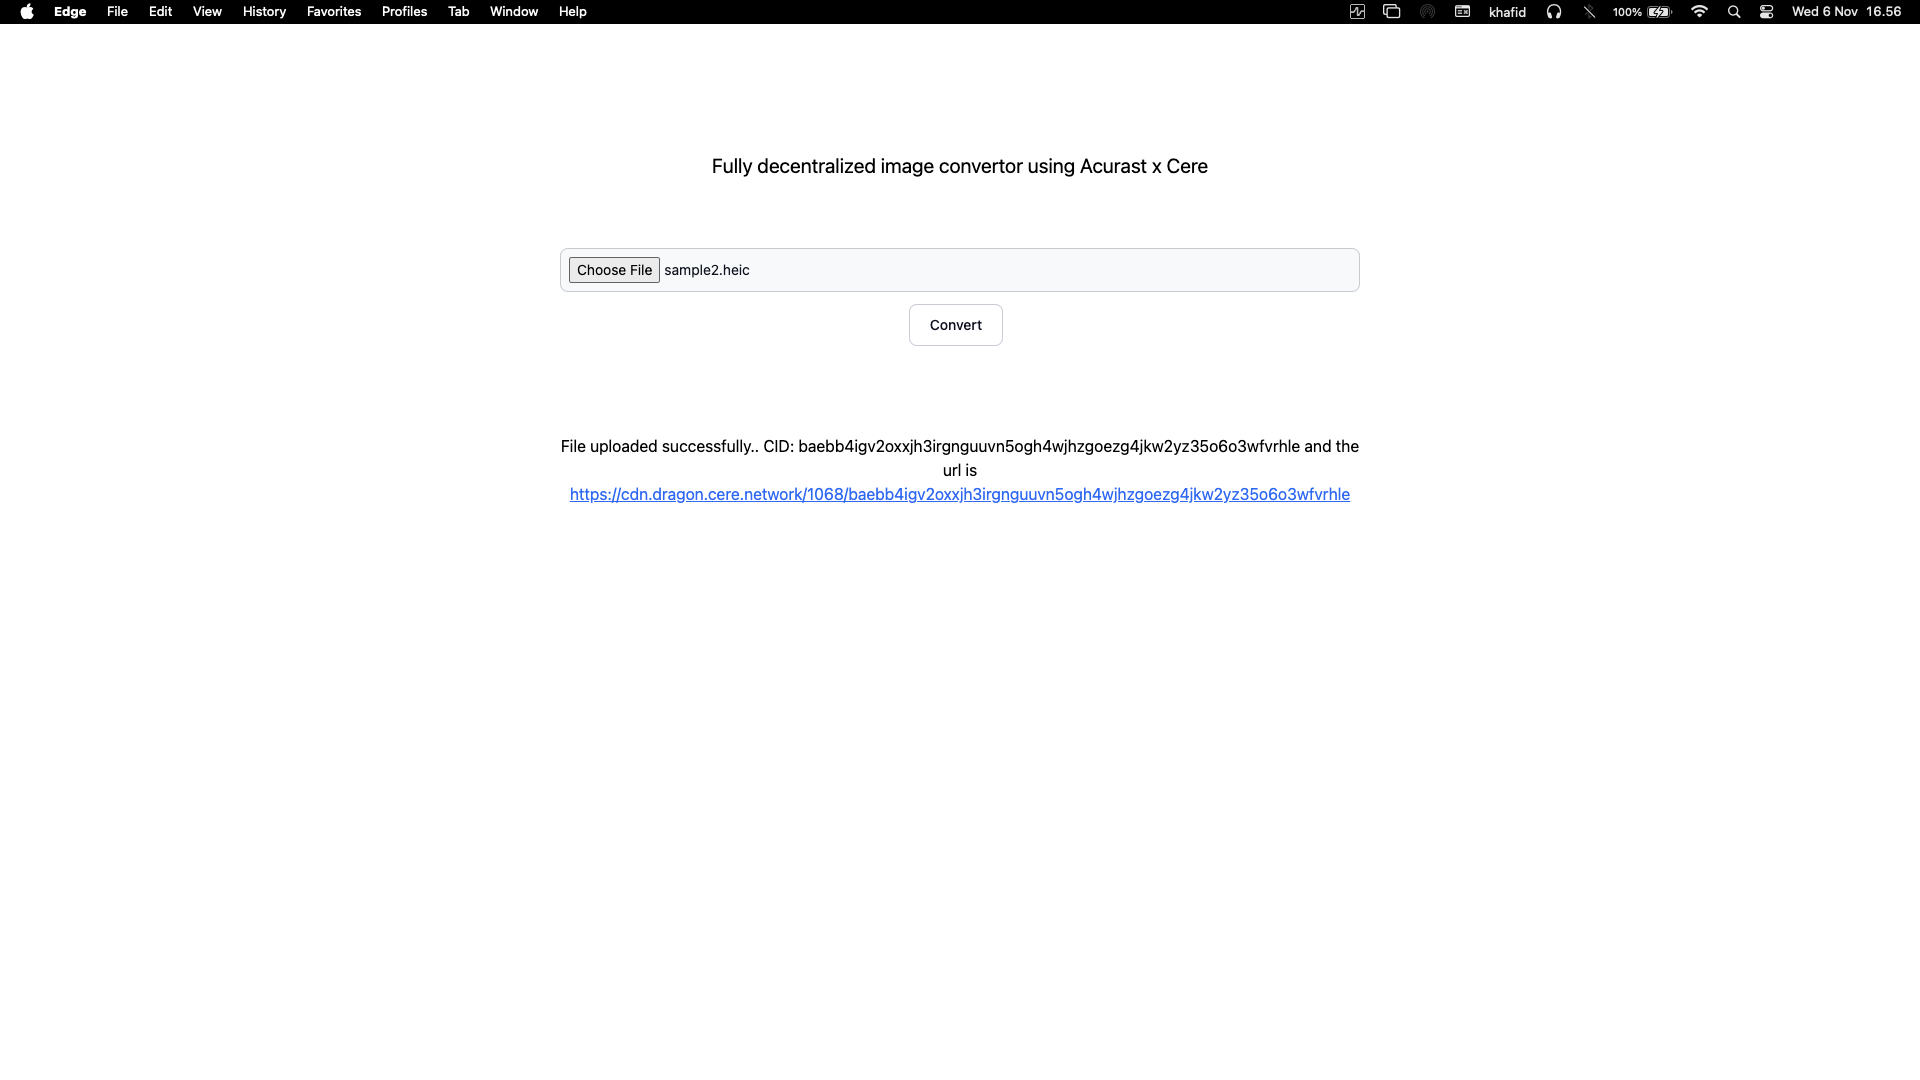 Edge File Edit View History Favorites Profiles Tab Window Help khafid 100% Wed 6 Nov 16.56
Fully decentralized image convertor using Acurast x Cere
Choose File sample2.heic
Convert
File uploaded successfully.. CID: baebb4igv2oxxjh3irgnguuvn5ogh4wjhzgoezg4jkw2yz35o6o3wfvrhle and the
url is
https://cdn.dragon.cere.network/1068/baebb4igv2oxxjh3irgnguuvn5ogh4wjhzgoezg4jkw2yz35o6o3wfvrhle